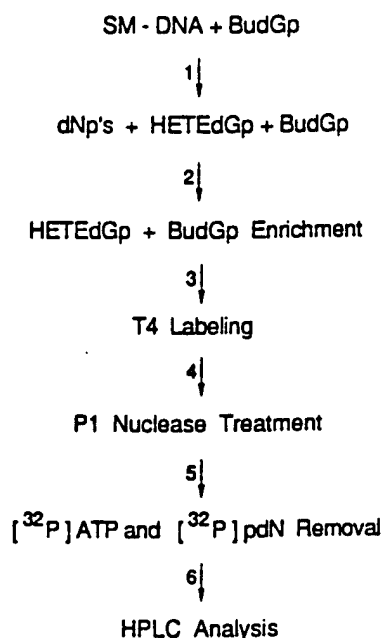 SM - DNA + BudGp
1
dNp's + HETEdGp + BudGp
2
HETEdGp + BudGp Enrichment
3
T4 Labeling
4
P1 Nuclease Treatment
5
[³²P]ATP and [³²P]pdN Removal
6
HPLC Analysis